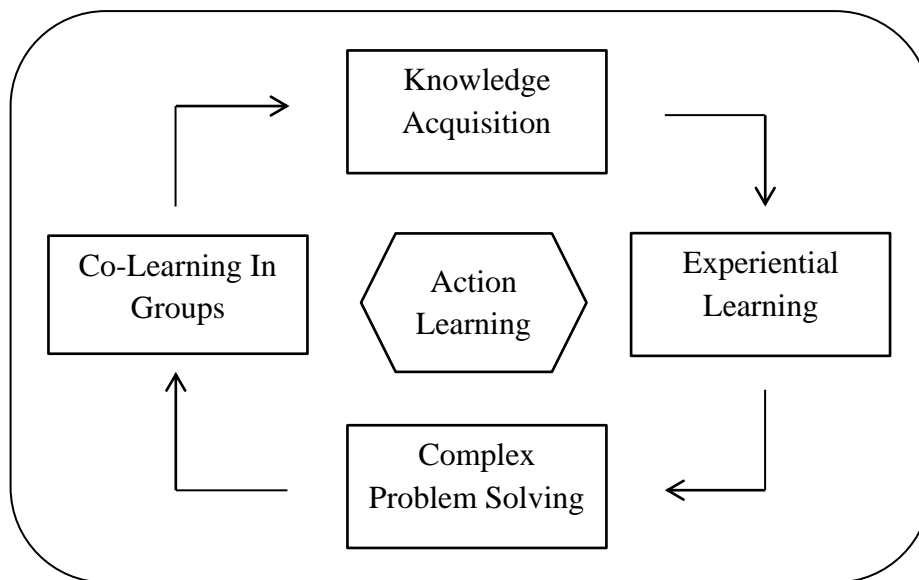 Knowledge
Acquisition
Co-Learning In
Groups
Action
Learning
Experiential
Learning
Complex
Problem Solving